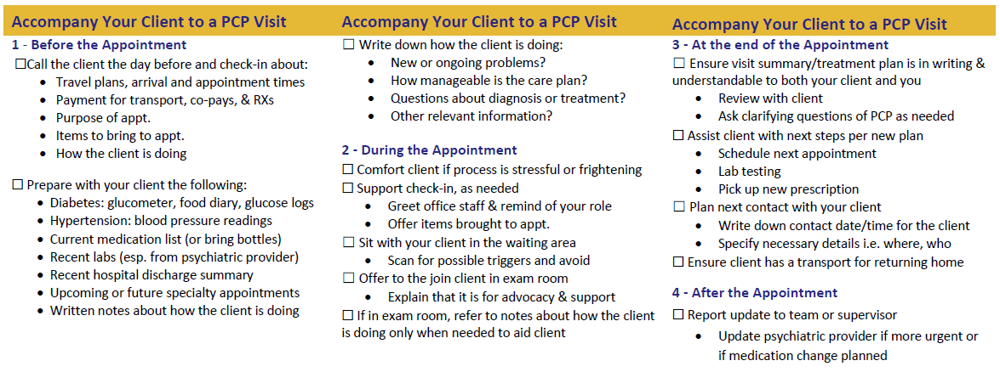 Accompany Your Client to a PCP Visit
1 - Before the Appointment
☐Call the client the day before and check-in about:
• Travel plans, arrival and appointment times
• Payment for transport, co-pays, & RXs
• Purpose of appt.
• Items to bring to appt.
• How the client is doing
☐ Prepare with your client the following:
• Diabetes: glucometer, food diary, glucose logs
• Hypertension: blood pressure readings
• Current medication list (or bring bottles)
• Recent labs (esp. from psychiatric provider)
• Recent hospital discharge summary
• Upcoming or future specialty appointments
• Written notes about how the client is doing
Accompany Your Client to a PCP Visit
☐ Write down how the client is doing:
• New or ongoing problems?
• How manageable is the care plan?
• Questions about diagnosis or treatment?
• Other relevant information?
2 - During the Appointment
☐ Comfort client if process is stressful or frightening
☐ Support check-in, as needed
• Greet office staff & remind of your role
• Offer items brought to appt.
☐ Sit with your client in the waiting area
• Scan for possible triggers and avoid
☐ Offer to the join client in exam room
• Explain that it is for advocacy & support
☐ If in exam room, refer to notes about how the client
is doing only when needed to aid client
Accompany Your Client to a PCP Visit
3 - At the end of the Appointment
☐ Ensure visit summary/treatment plan is in writing &
understandable to both your client and you
• Review with client
• Ask clarifying questions of PCP as needed
☐ Assist client with next steps per new plan
• Schedule next appointment
• Lab testing
• Pick up new prescription
☐ Plan next contact with your client
• Write down contact date/time for the client
• Specify necessary details i.e. where, who
☐ Ensure client has a transport for returning home
4 - After the Appointment
☐ Report update to team or supervisor
• Update psychiatric provider if more urgent or
if medication change planned